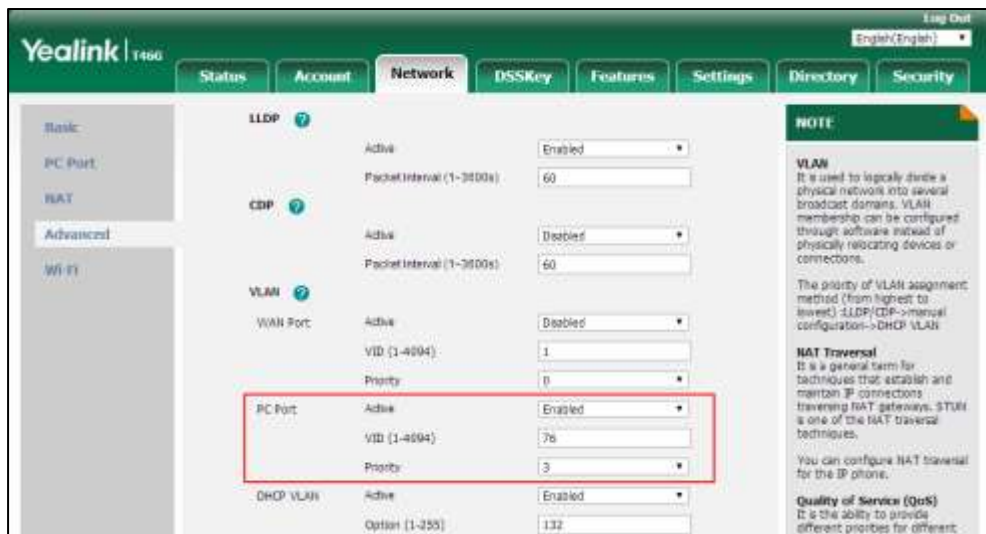 Log Out
English(English)
Yealink T46G
Status Account Network DSSKey Features Settings Directory Security
Basic
PC Port
NAT
Advanced
Wi-Fi
LLDP ?
Active Enabled
Packet Interval (1~3600s) 60
CDP ?
Active Disabled
Packet Interval (1~3600s) 60
VLAN ?
WAN Port Active Disabled
VID (1-4094) 1
Priority 0
PC Port Active Enabled
VID (1-4094) 76
Priority 3
DHCP VLAN Active Enabled
Option (1-255) 132
NOTE
VLAN
It is used to logically divide a
physical network into several
broadcast domains. VLAN
membership can be configured
through software instead of
physically relocating devices or
connections.
The priority of VLAN assignment
method (from highest to
lowest) :LLDP/CDP->manual
configuration->DHCP VLAN
NAT Traversal
It is a general term for
techniques that establish and
maintain IP connections
traversing NAT gateways. STUN
is one of the NAT traversal
techniques.
You can configure NAT traversal
for the IP phone.
Quality of Service (QoS)
It is the ability to provide
different priorities for different